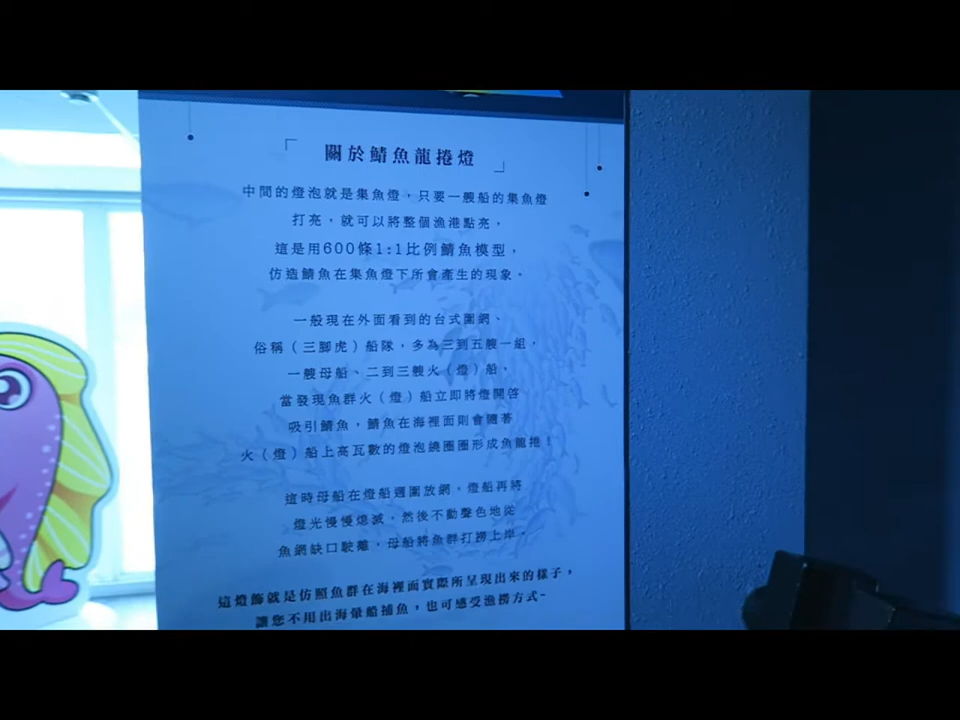 關於鯖魚龍捲燈
中間的燈泡就是集魚燈，只要一艘船的集魚燈
打亮，就可以將整個漁港點亮，
這是用600條1:1比例鯖魚模型，
仿造鯖魚在集魚燈下所會產生的現象。
一般現在外面看到的台式圍網、
俗稱（三腳虎）船隊，多為三到五艘一組，
一艘母船、二到三艘火（燈）船，
當發現魚群火（燈）船立即將燈開啓
吸引鯖魚，鯖魚在海裡面則會隨著
火（燈）船上高瓦數的燈泡繞圈圈形成魚龍捲！
這時母船在燈船週圍放網，燈船再將
燈光慢慢熄滅，然後不動聲色地從
魚網缺口駛離，母船將魚群打撈上岸。
這燈飾就是仿照魚群在海裡面實際所呈現出來的樣子，
讓您不用出海暈船捕魚，也可感受漁撈方式~